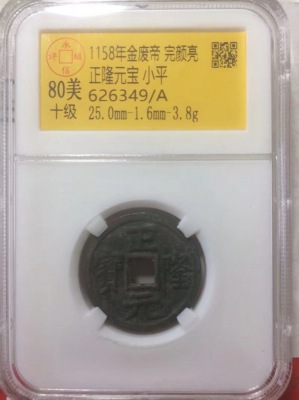 1158年金废帝 完颜亮
正隆元宝 小平
80美 626349/A
十级 25.0mm-1.6mm-3.8g
正
隆
元
寳